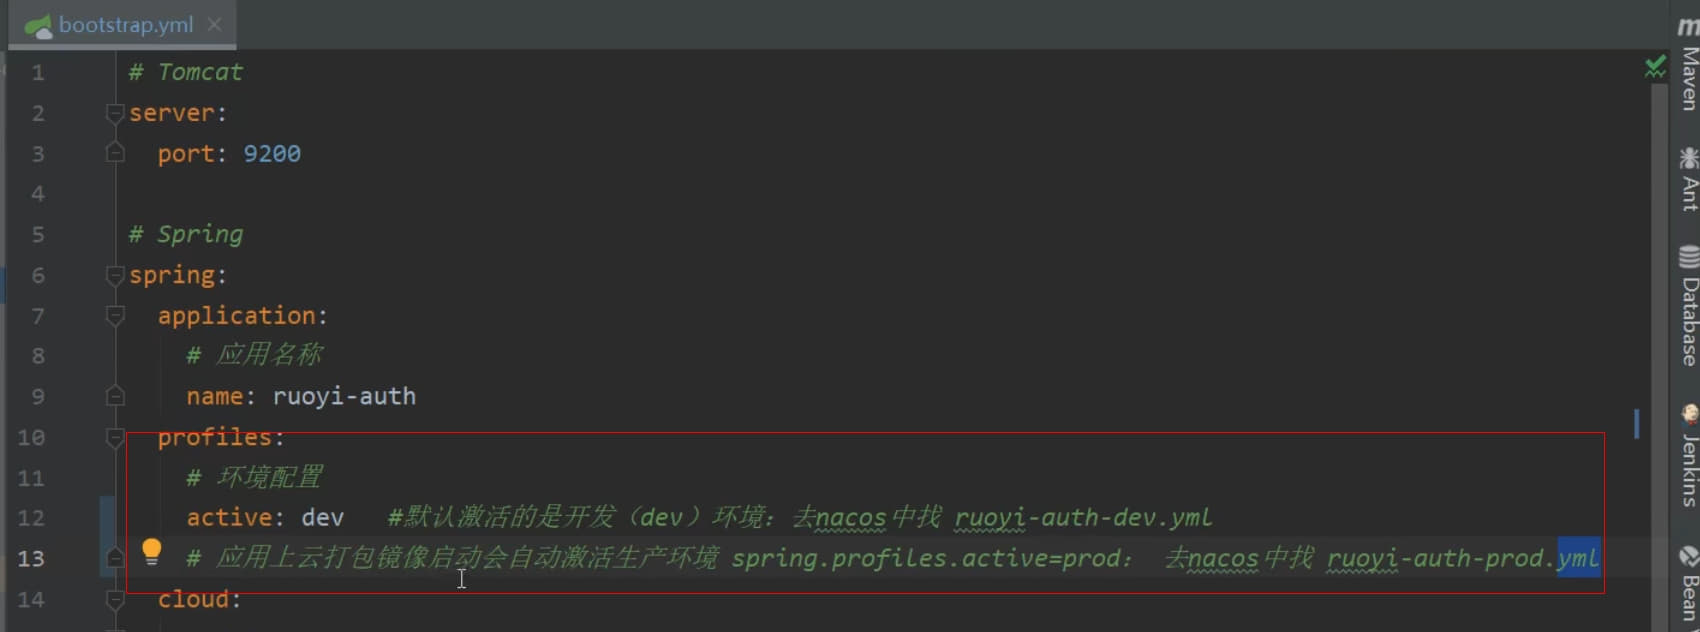 bootstrap.yml
1 # Tomcat
2 server:
3 port: 9200
4
5 # Spring
6 spring:
7 application:
8 # 应用名称
9 name: ruoyi-auth
10 profiles:
11 # 环境配置
12 active: dev #默认激活的是开发（dev）环境：去nacos中找 ruoyi-auth-dev.yml
13 # 应用上云打包镜像启动会自动激活生产环境 spring.profiles.active=prod： 去nacos中找 ruoyi-auth-prod.yml
14 cloud:
Maven
Ant
Database
Jenkins
Bean